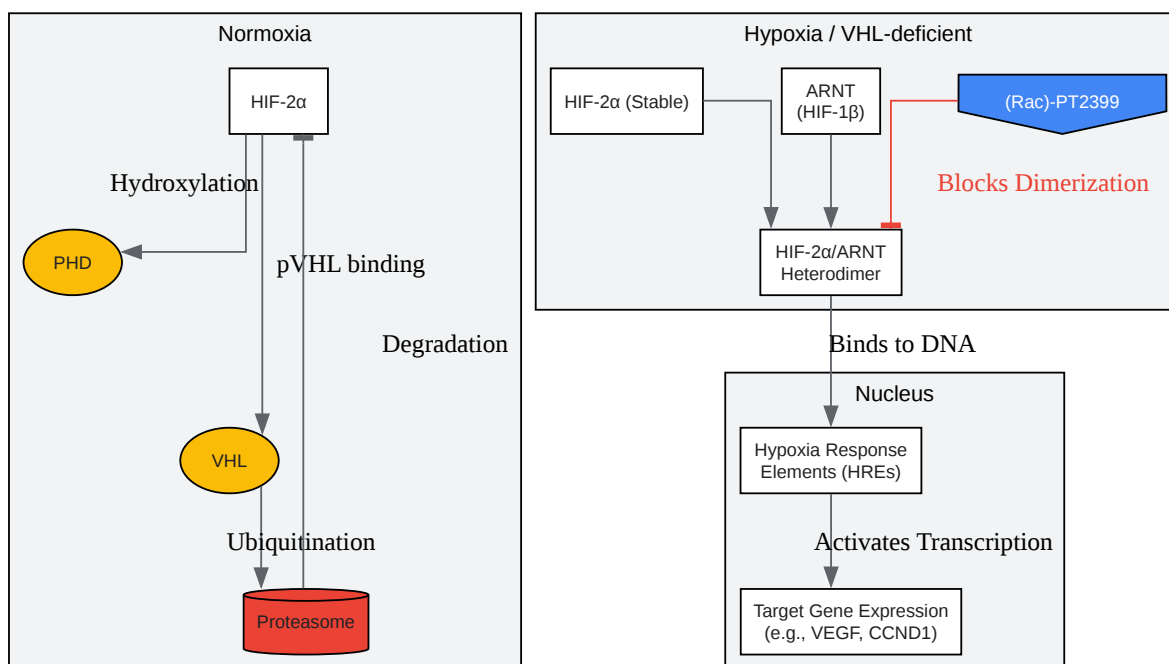 Normoxia
HIF-2α
Hydroxylation
PHD
pVHL binding
Degradation
VHL
Ubiquitination
Proteasome
Hypoxia / VHL-deficient
HIF-2α (Stable)
ARNT
(HIF-1β)
(Rac)-PT2399
Blocks Dimerization
HIF-2α/ARNT
Heterodimer
Binds to DNA
Nucleus
Hypoxia Response
Elements (HREs)
Activates Transcription
Target Gene Expression
(e.g., VEGF, CCND1)